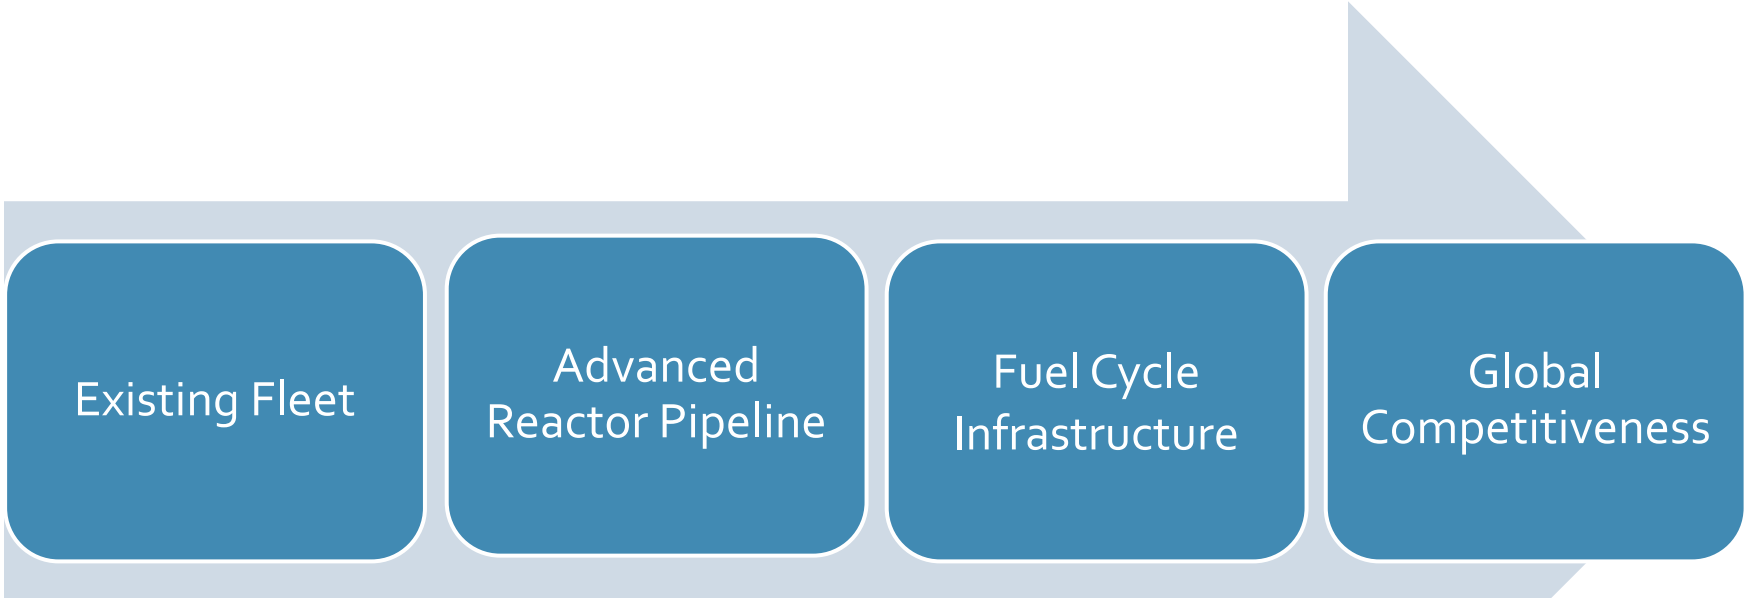 Existing Fleet
Advanced
Reactor Pipeline
Fuel Cycle
Infrastructure
Global
Competitiveness